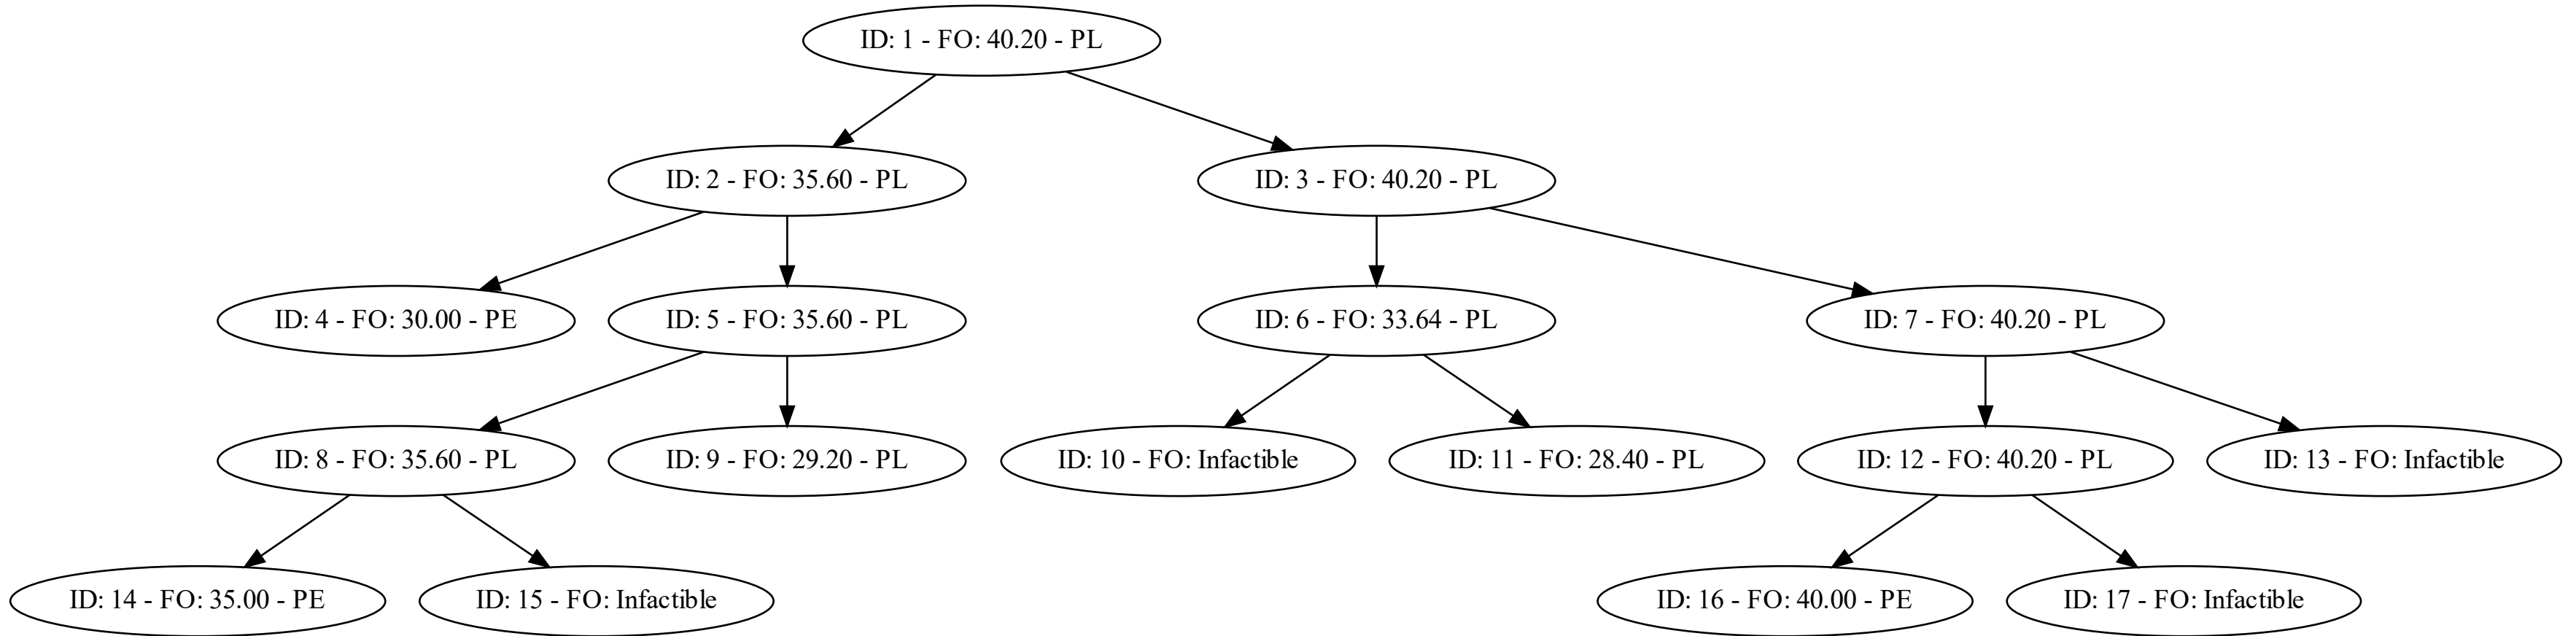 ID: 1 - FO: 40.20 - PL
ID: 2 - FO: 35.60 - PL
ID: 3 - FO: 40.20 - PL
ID: 4 - FO: 30.00 - PE
ID: 5 - FO: 35.60 - PL
ID: 6 - FO: 33.64 - PL
ID: 7 - FO: 40.20 - PL
ID: 8 - FO: 35.60 - PL
ID: 9 - FO: 29.20 - PL
ID: 10 - FO: Infactible
ID: 11 - FO: 28.40 - PL
ID: 12 - FO: 40.20 - PL
ID: 13 - FO: Infactible
ID: 14 - FO: 35.00 - PE
ID: 15 - FO: Infactible
ID: 16 - FO: 40.00 - PE
ID: 17 - FO: Infactible